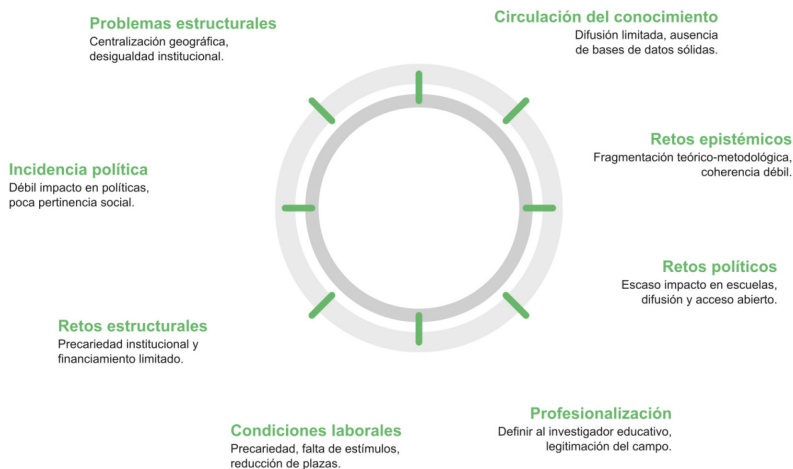 Problemas estructurales
Centralización geográfica,
desigualdad institucional.
Circulación del conocimiento
Difusión limitada, ausencia
de bases de datos sólidas.
Retos epistémicos
Fragmentación teórico-metodológica,
coherencia débil.
Retos políticos
Escaso impacto en escuelas,
difusión y acceso abierto.
Profesionalización
Definir al investigador educativo,
legitimación del campo.
Condiciones laborales
Precariedad, falta de estímulos,
reducción de plazas.
Retos estructurales
Precariedad institucional y
financiamiento limitado.
Incidencia política
Débil impacto en políticas,
poca pertinencia social.